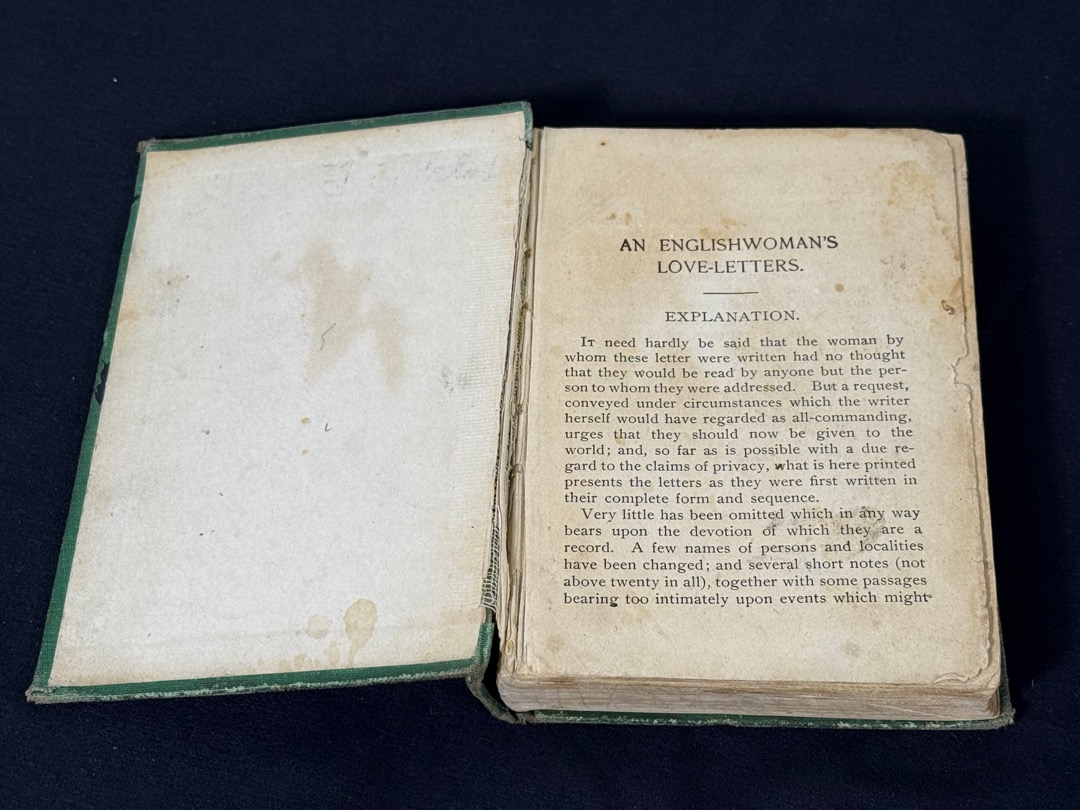 AN ENGLISHWOMAN'S
LOVE-LETTERS.
EXPLANATION.
IT need hardly be said that the woman by
whom these letter were written had no thought
that they would be read by anyone but the per-
son to whom they were addressed. But a request,
conveyed under circumstances which the writer
herself would have regarded as all-commanding,
urges that they should now be given to the
world; and, so far as is possible with a due re-
gard to the claims of privacy, what is here printed
presents the letters as they were first written in
their complete form and sequence.
Very little has been omitted which in any way
bears upon the devotion of which they are a
record. A few names of persons and localities
have been changed; and several short notes (not
above twenty in all), together with some passages
bearing too intimately upon events which might